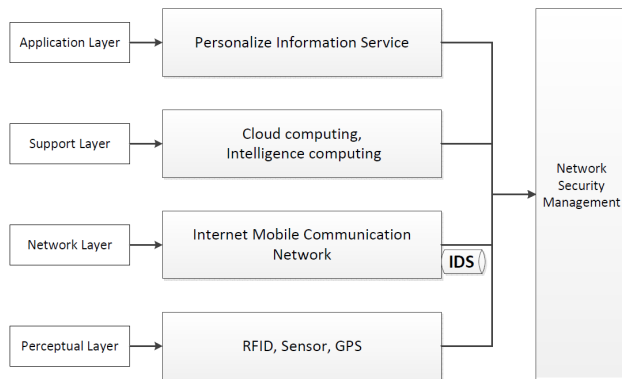 Application Layer
Personalize Information Service
Support Layer
Cloud computing,
Intelligence computing
Network
Security
Management
Network Layer
Internet Mobile Communication
Network
IDS
Perceptual Layer
RFID, Sensor, GPS